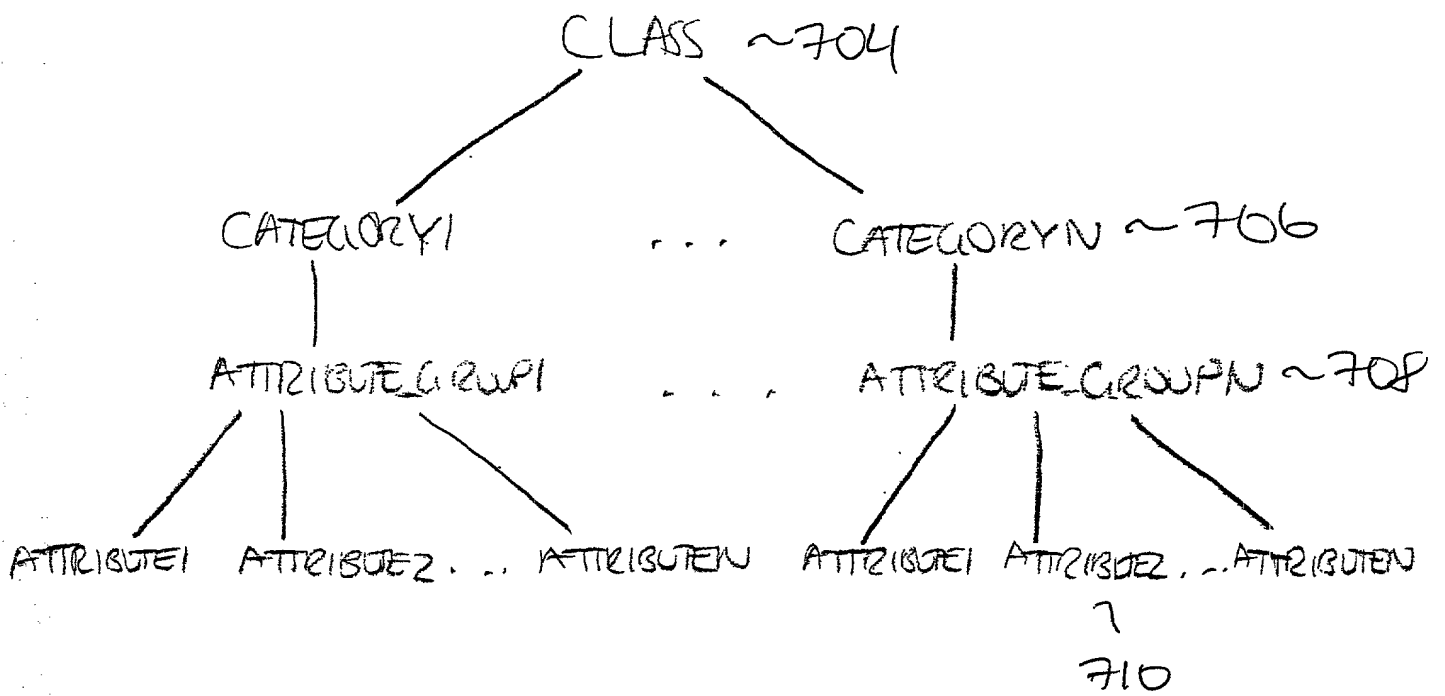 CLASS ~704
CATEGORY1 ... CATEGORYN ~706
ATTRIBUTE_GROUP1 ... ATTRIBUTE_GROUPN ~708
ATTRIBUTE1 ATTRIBUTE2 ... ATTRIBUTEN ATTRIBUTE1 ATTRIBUTE2 ... ATTRIBUTEN
~
710